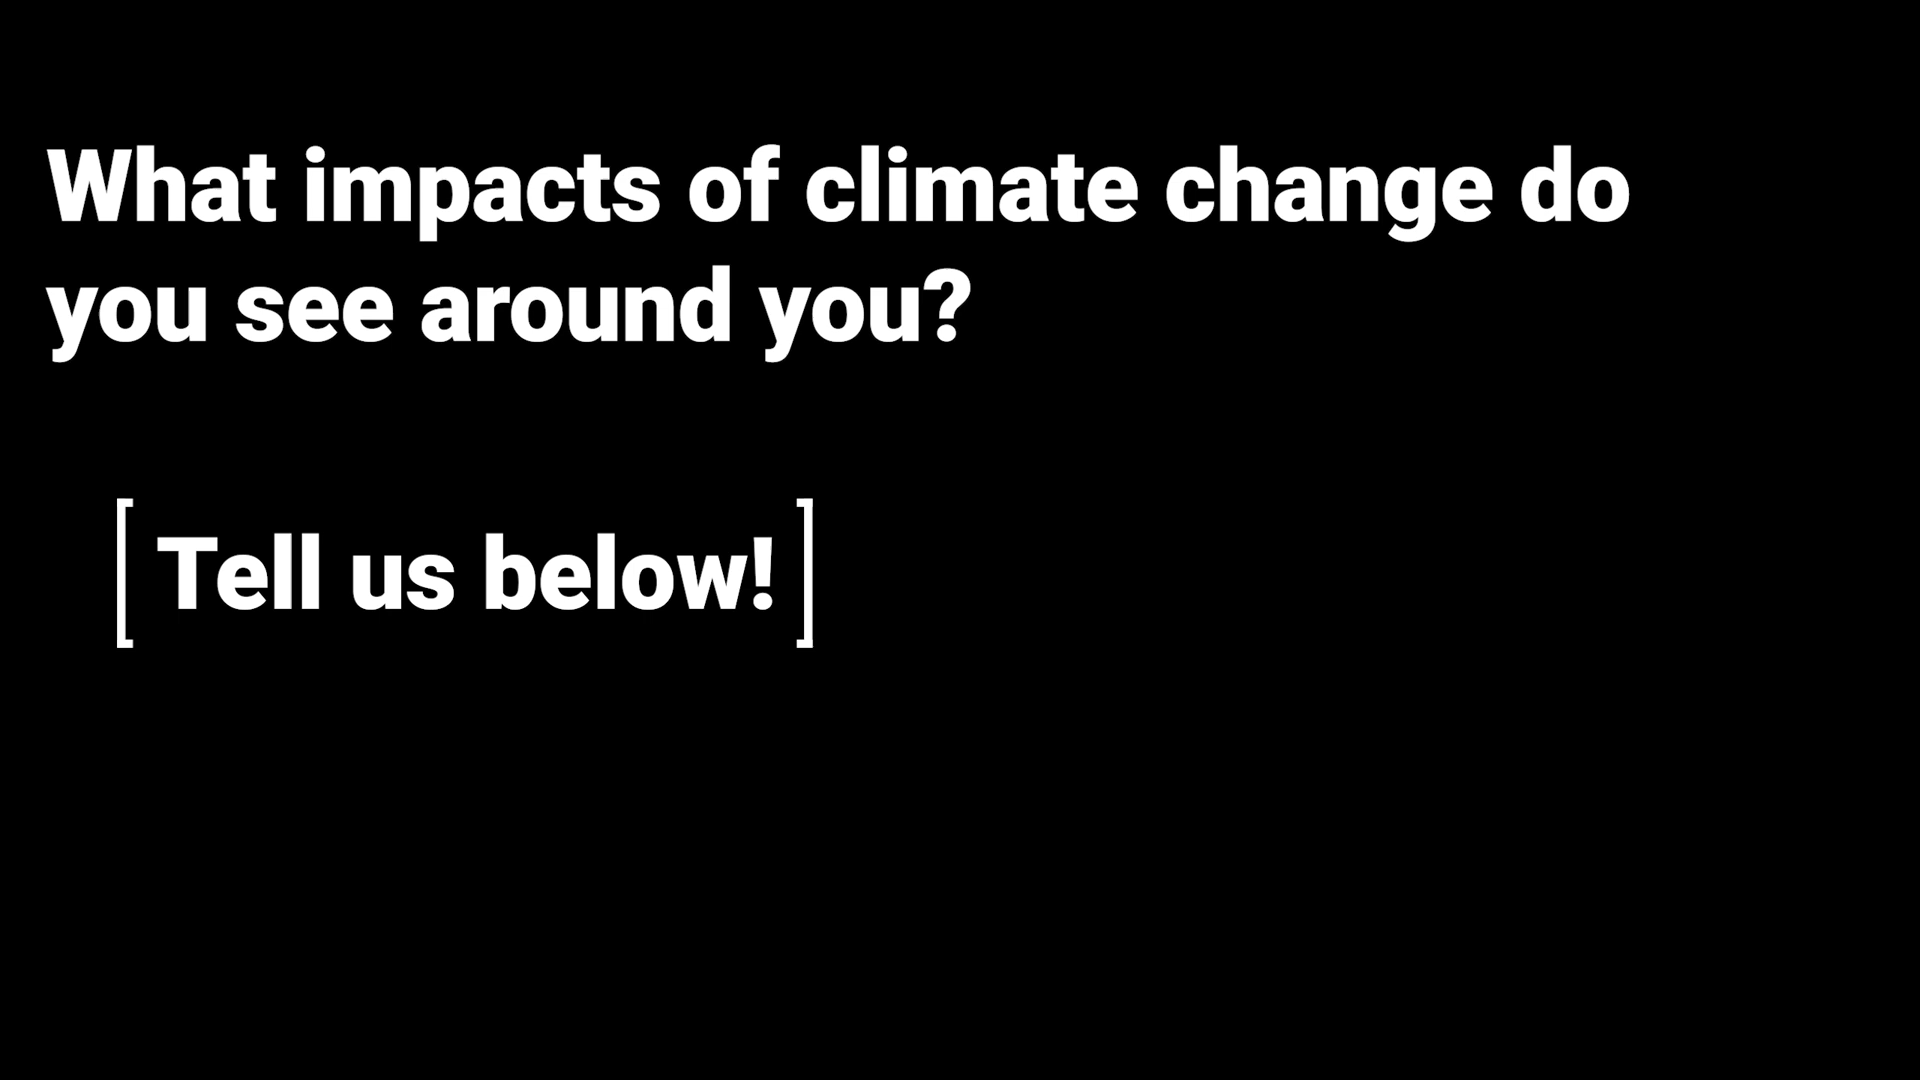 What impacts of climate change do
you see around you?
[Tell us below!]